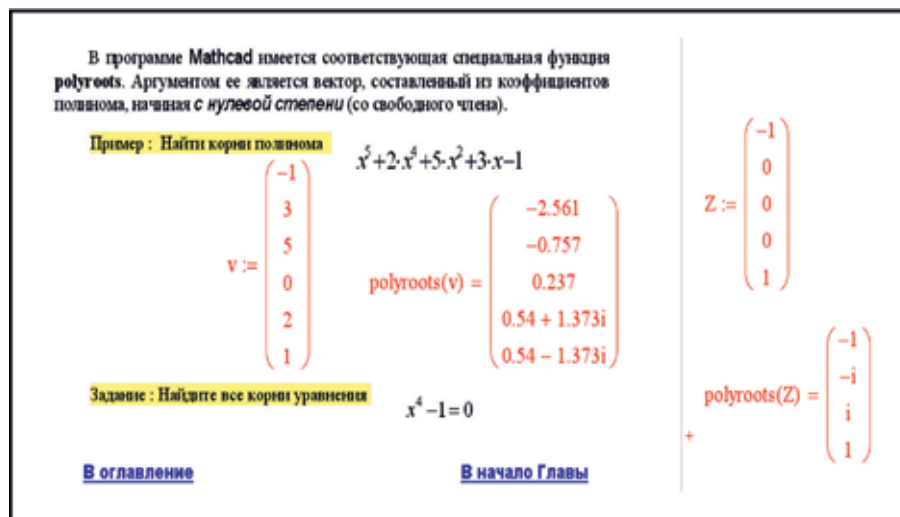 В программе Mathcad имеется соответствующая специальная функция
polyroots. Аргументом ее является вектор, составленный из коэффициентов
полинома, начиная с нулевой степени (со свободного члена).
Пример : Найти корни полинома
x⁵+2·x⁴+5·x²+3·x−1
v :=
−1
3
5
0
2
1
polyroots(v) =
−2.561
−0.757
0.237
0.54 + 1.373i
0.54 − 1.373i
Задание : Найдите все корни уравнения
x⁴ −1=0
В оглавление
В начало Главы
Z :=
−1
0
0
0
1
polyroots(Z) =
−1
−i
i
1
+